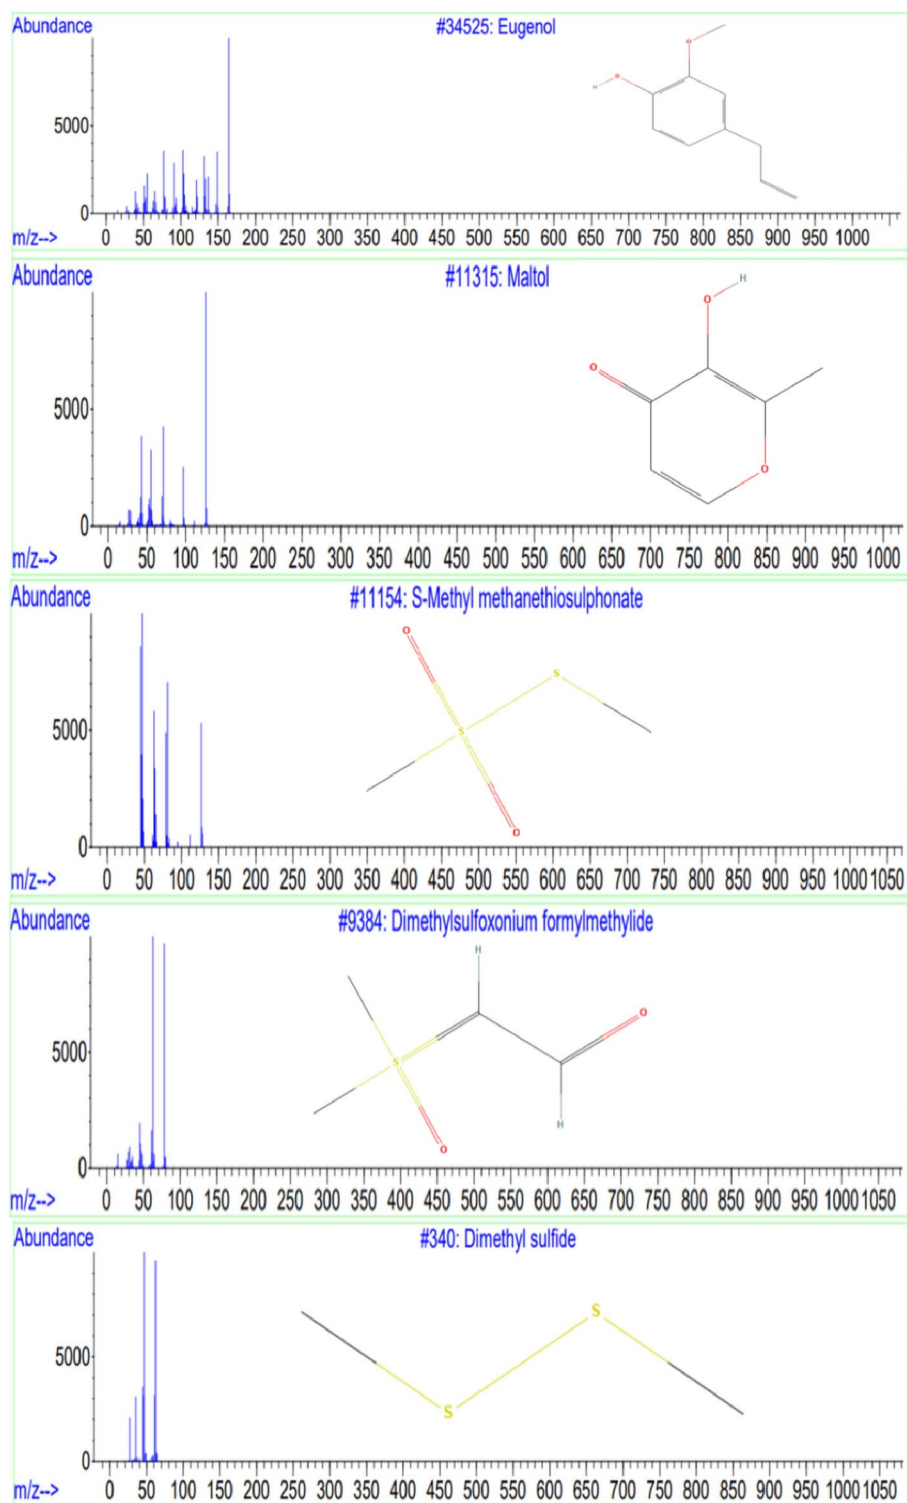 Abundance
#34525: Eugenol
H
O
O
5000
0
m/z-->
0 50 100 150 200 250 300 350 400 450 500 550 600 650 700 750 800 850 900 950 1000
Abundance
#11315: Maltol
H
O
O
O
5000
0
m/z-->
0 50 100 150 200 250 300 350 400 450 500 550 600 650 700 750 800 850 900 950 1000
Abundance
#11154: S-Methyl methanethiosulphonate
O
S
S
O
5000
0
m/z-->
0 50 100 150 200 250 300 350 400 450 500 550 600 650 700 750 800 850 900 950 1000 1050
Abundance
#9384: Dimethylsulfoxonium formylmethylide
H
O
S
H
O
5000
0
m/z-->
0 50 100 150 200 250 300 350 400 450 500 550 600 650 700 750 800 850 900 950 1000 1050
Abundance
#340: Dimethyl sulfide
S
S
5000
0
m/z-->
0 50 100 150 200 250 300 350 400 450 500 550 600 650 700 750 800 850 900 950 1000 1050